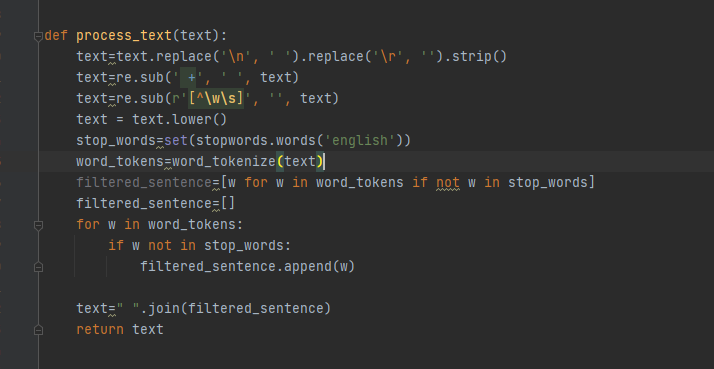 def process_text(text):
    text=text.replace('\n', ' ').replace('\r', '').strip()
    text=re.sub(' +', ' ', text)
    text=re.sub(r'[^\w\s]', '', text)
    text = text.lower()
    stop_words=set(stopwords.words('english'))
    word_tokens=word_tokenize(text)
    filtered_sentence=[w for w in word_tokens if not w in stop_words]
    filtered_sentence=[]
    for w in word_tokens:
        if w not in stop_words:
            filtered_sentence.append(w)
    text=" ".join(filtered_sentence)
    return text